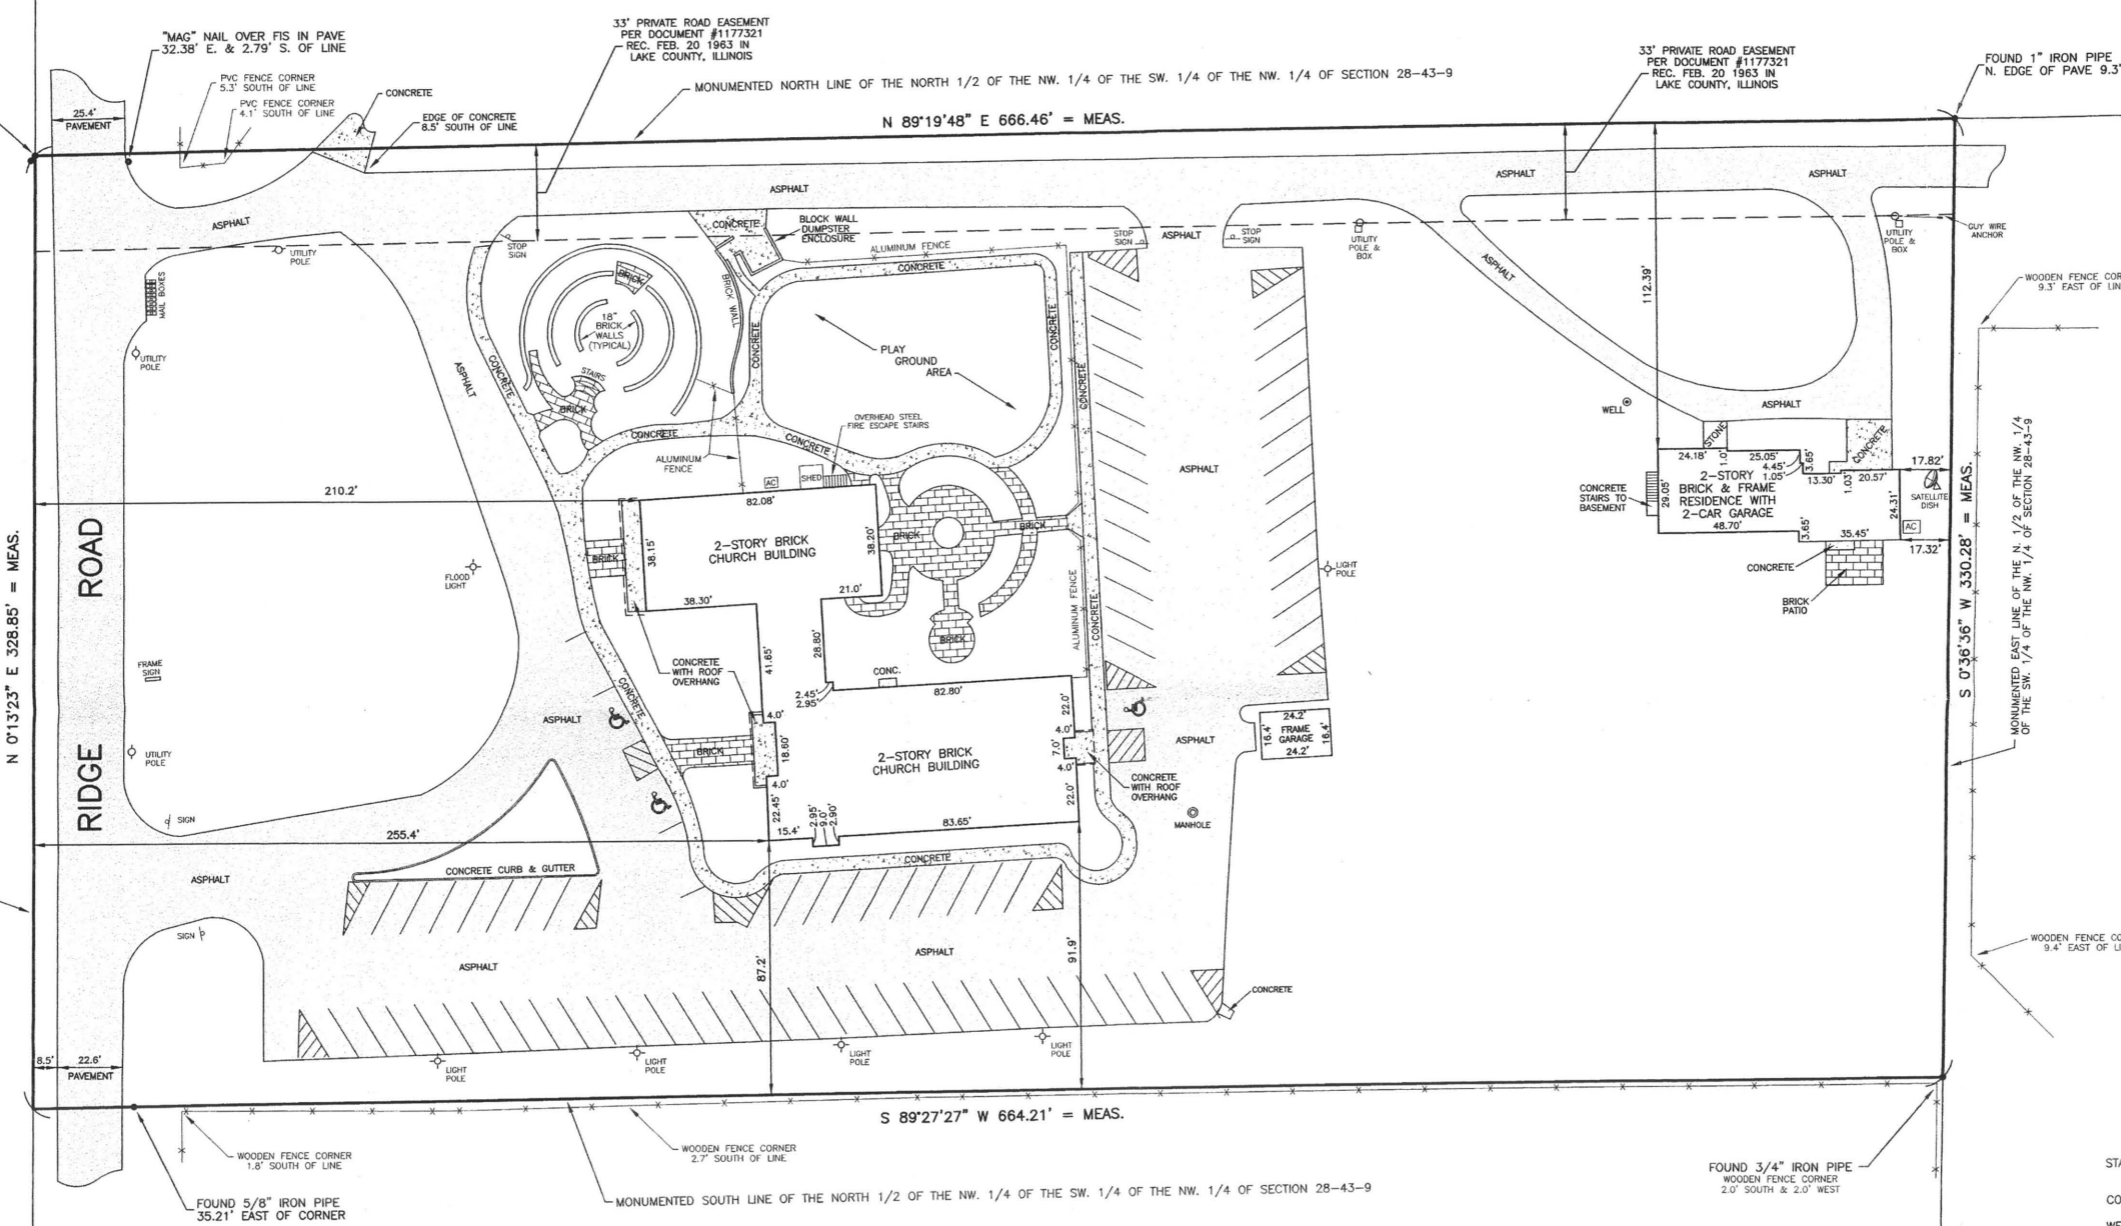 "MAG" NAIL OVER FIS IN PAVE
32.38' E. & 2.79' S. OF LINE
PVC FENCE CORNER
5.3' SOUTH OF LINE
PVC FENCE CORNER
4.1' SOUTH OF LINE
CONCRETE
EDGE OF CONCRETE
8.5' SOUTH OF LINE
25.4'
PAVEMENT
33' PRIVATE ROAD EASEMENT
PER DOCUMENT #1177321
REC. FEB. 20 1963 IN
LAKE COUNTY, ILLINOIS
MONUMENTED NORTH LINE OF THE NORTH 1/2 OF THE NW. 1/4 OF THE SW. 1/4 OF THE NW. 1/4 OF SECTION 28-43-9
N 89°19'48" E 666.46' = MEAS.
33' PRIVATE ROAD EASEMENT
PER DOCUMENT #1177321
REC. FEB. 20 1963 IN
LAKE COUNTY, ILLINOIS
FOUND 1" IRON PIPE
N. EDGE OF PAVE 9.3'
ASPHALT
ASPHALT
ASPHALT
ASPHALT
UTILITY
POLE
MAIL BOXES
UTILITY
POLE
STOP
SIGN
CONCRETE
BLOCK WALL
DUMPSTER
ENCLOSURE
ALUMINUM FENCE
CONCRETE
STOP
SIGN
ASPHALT
STOP
SIGN
UTILITY
POLE &
BOX
ASPHALT
UTILITY
POLE &
BOX
GUY WIRE
ANCHOR
WOODEN FENCE COR
9.3' EAST OF LIN
BRICK
BRICK WALL
18"
BRICK
WALLS
(TYPICAL)
STAIRS
BRICK
CONCRETE
ASPHALT
CONCRETE
CONCRETE
PLAY
GROUND
AREA
CONCRETE
OVERHEAD STEEL
FIRE ESCAPE STAIRS
CONCRETE
CONCRETE
ALUMINUM
FENCE
AC
SHED
112.39'
WELL
ASPHALT
STONE
CONCRETE
24.18'
1.0'
25.05'
4.45'
1.05'
3.65'
13.30'
1.03'
20.57'
17.82'
2-STORY
BRICK & FRAME
RESIDENCE WITH
2-CAR GARAGE
CONCRETE
STAIRS TO
BASEMENT
29.05'
48.70'
3.65'
35.45'
24.31'
SATELLITE
DISH
AC
17.32'
CONCRETE
BRICK
PATIO
210.2'
82.08'
2-STORY BRICK
CHURCH BUILDING
38.15'
38.20'
BRICK
38.30'
21.0'
BRICK
BRICK
BRICK
ASPHALT
LIGHT
POLE
ALUMINUM FENCE
CONCRETE
FLOOD
LIGHT
N 0°13'23" E 328.85' = MEAS.
RIDGE ROAD
FRAME
SIGN
UTILITY
POLE
SIGN
CONCRETE
WITH ROOF
OVERHANG
41.65'
28.80'
CONC.
2.45'
2.95'
82.80'
22.0'
4.0'
7.0'
4.0'
22.0'
4.0'
18.60'
4.0'
22.45'
BRICK
CONCRETE
ASPHALT
2-STORY BRICK
CHURCH BUILDING
CONCRETE
WITH ROOF
OVERHANG
15.4'
2.95'
9.0'
2.90'
83.65'
CONCRETE
24.2'
16.4'
FRAME
GARAGE
16.4'
24.2'
ASPHALT
MANHOLE
S 0°36'36" W 330.28' = MEAS.
MONUMENTED EAST LINE OF THE N. 1/2 OF THE NW. 1/4
OF THE SW. 1/4 OF THE NW. 1/4 OF SECTION 28-43-9
255.4'
ASPHALT
CONCRETE CURB & GUTTER
SIGN
ASPHALT
ASPHALT
87.2'
91.9'
CONCRETE
WOODEN FENCE CO
9.4' EAST OF LI
8.5'
22.6'
PAVEMENT
LIGHT
POLE
LIGHT
POLE
LIGHT
POLE
LIGHT
POLE
S 89°27'27" W 664.21' = MEAS.
WOODEN FENCE CORNER
1.8' SOUTH OF LINE
WOODEN FENCE CORNER
2.7' SOUTH OF LINE
FOUND 5/8" IRON PIPE
35.21' EAST OF CORNER
MONUMENTED SOUTH LINE OF THE NORTH 1/2 OF THE NW. 1/4 OF THE SW. 1/4 OF THE NW. 1/4 OF SECTION 28-43-9
FOUND 3/4" IRON PIPE
WOODEN FENCE CORNER
2.0' SOUTH & 2.0' WEST
STA
CO